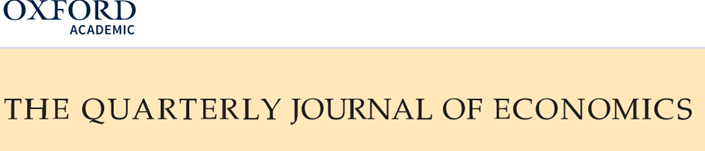 OXFORD
ACADEMIC
THE QUARTERLY JOURNAL OF ECONOMICS